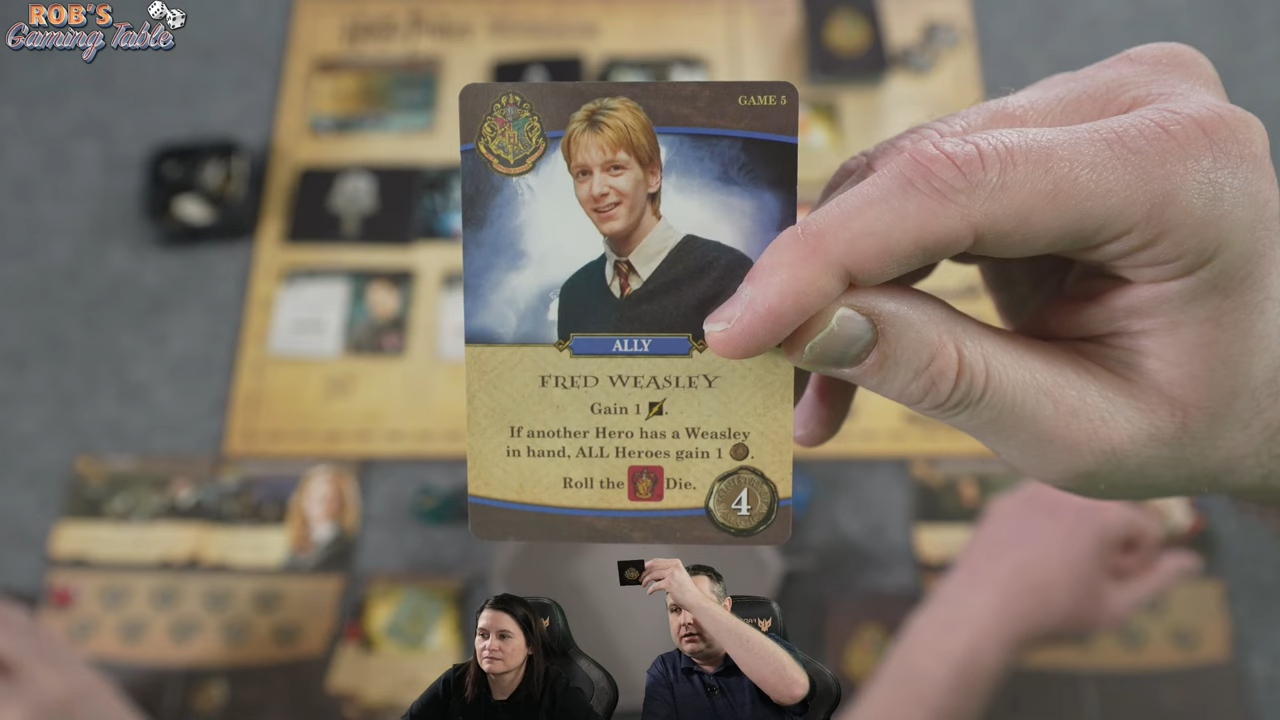 ROB'S
Gaming Table
GAME 5
ALLY
FRED WEASLEY
Gain 1 .
If another Hero has a Weasley
in hand, ALL Heroes gain 1 .
Roll the Die.
4